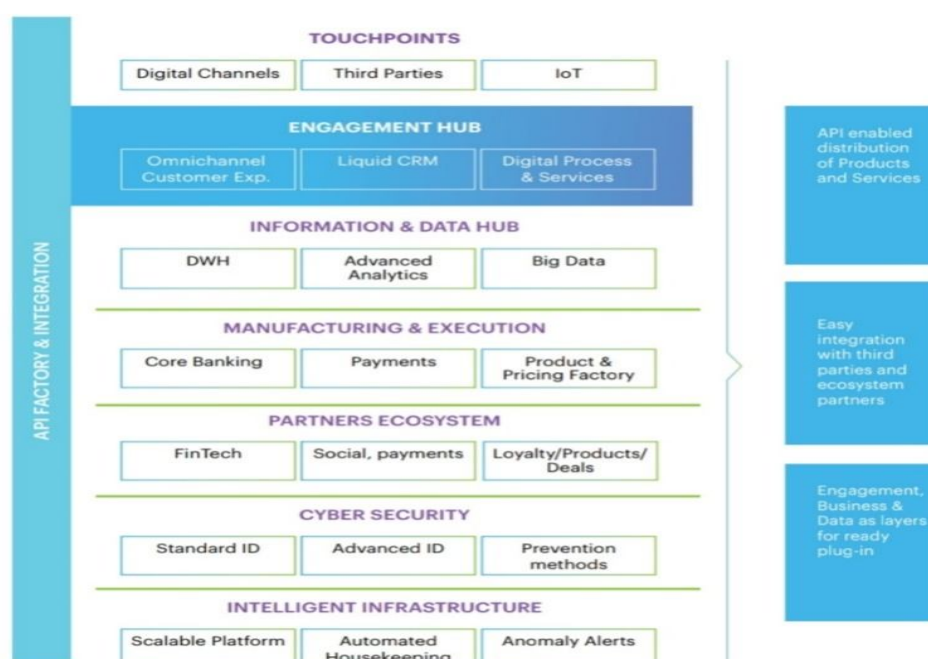 TOUCHPOINTS
Digital Channels
Third Parties
IoT
ENGAGEMENT HUB
Omnichannel
Customer Exp.
Liquid CRM
Digital Process
& Services
INFORMATION & DATA HUB
DWH
Advanced
Analytics
Big Data
MANUFACTURING & EXECUTION
Core Banking
Payments
Product &
Pricing Factory
PARTNERS ECOSYSTEM
FinTech
Social, payments
Loyalty/Products/
Deals
CYBER SECURITY
Standard ID
Advanced ID
Prevention
methods
INTELLIGENT INFRASTRUCTURE
Scalable Platform
Automated
Housekeeping
Anomaly Alerts
API FACTORY & INTEGRATION
API enabled
distribution
of Products
and Services
Easy
integration
with third
parties and
ecosystem
partners
Engagement,
Business &
Data as layers
for ready
plug-in